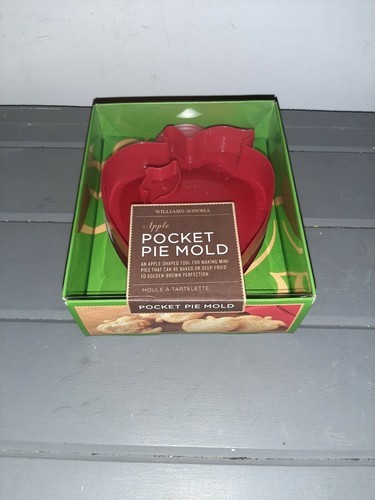 WILLIAMS-SONOMA
Apple
POCKET
PIE MOLD
AN APPLE-SHAPED TOOL FOR MAKING MINI
PIES THAT CAN BE BAKED OR DEEP-FRIED
TO GOLDEN BROWN PERFECTION.
MOULE À TARTELETTE
POCKET PIE MOLD